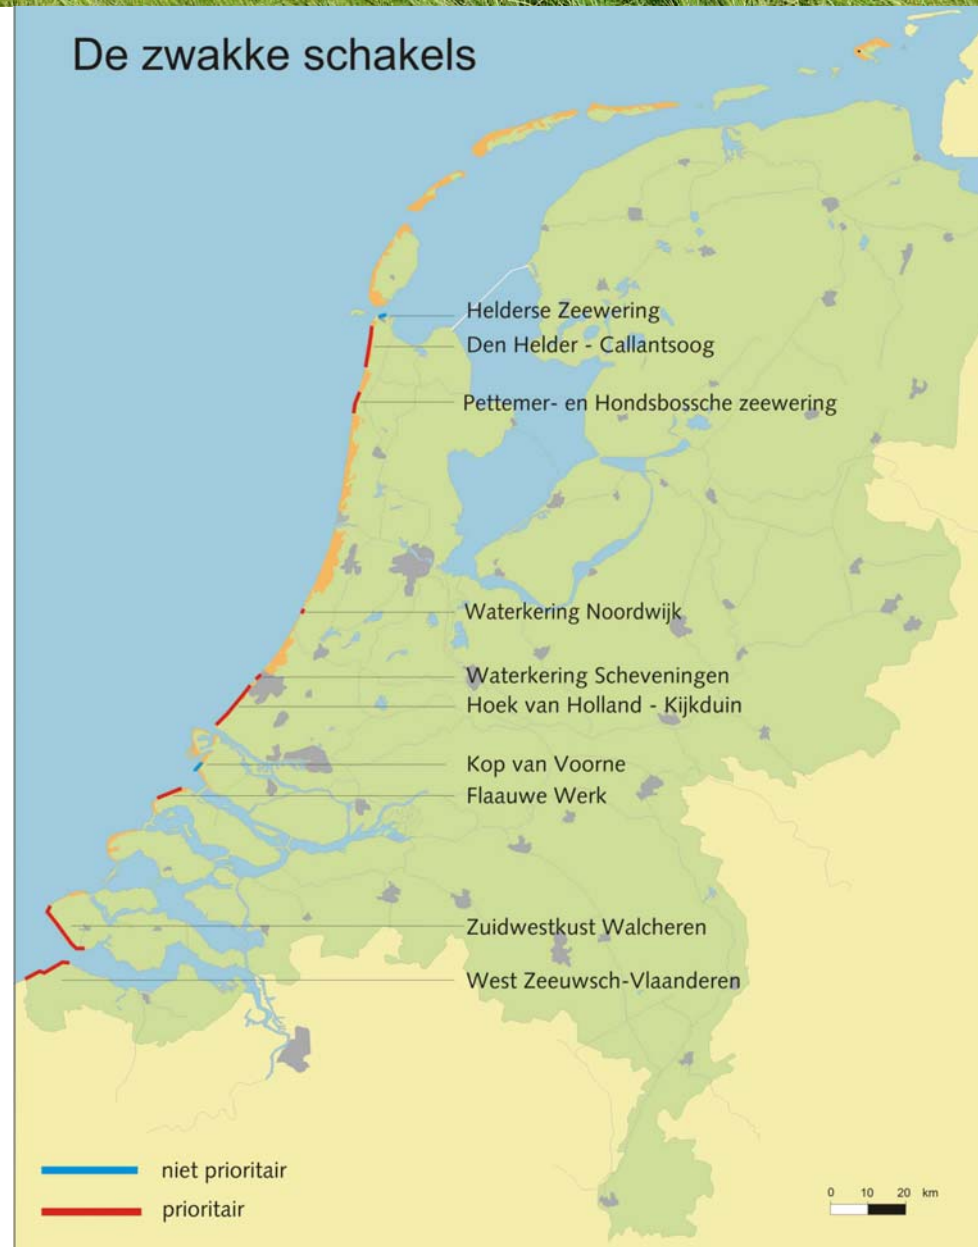 De zwakke schakels
Helderse Zeewering
Den Helder - Callantsoog
Pettemer- en Hondsbossche zeewering
Waterkering Noordwijk
Waterkering Scheveningen
Hoek van Holland - Kijkduin
Kop van Voorne
Flaauwe Werk
Zuidwestkust Walcheren
West Zeeuwsch-Vlaanderen
niet prioritair
prioritair
0 10 20 km